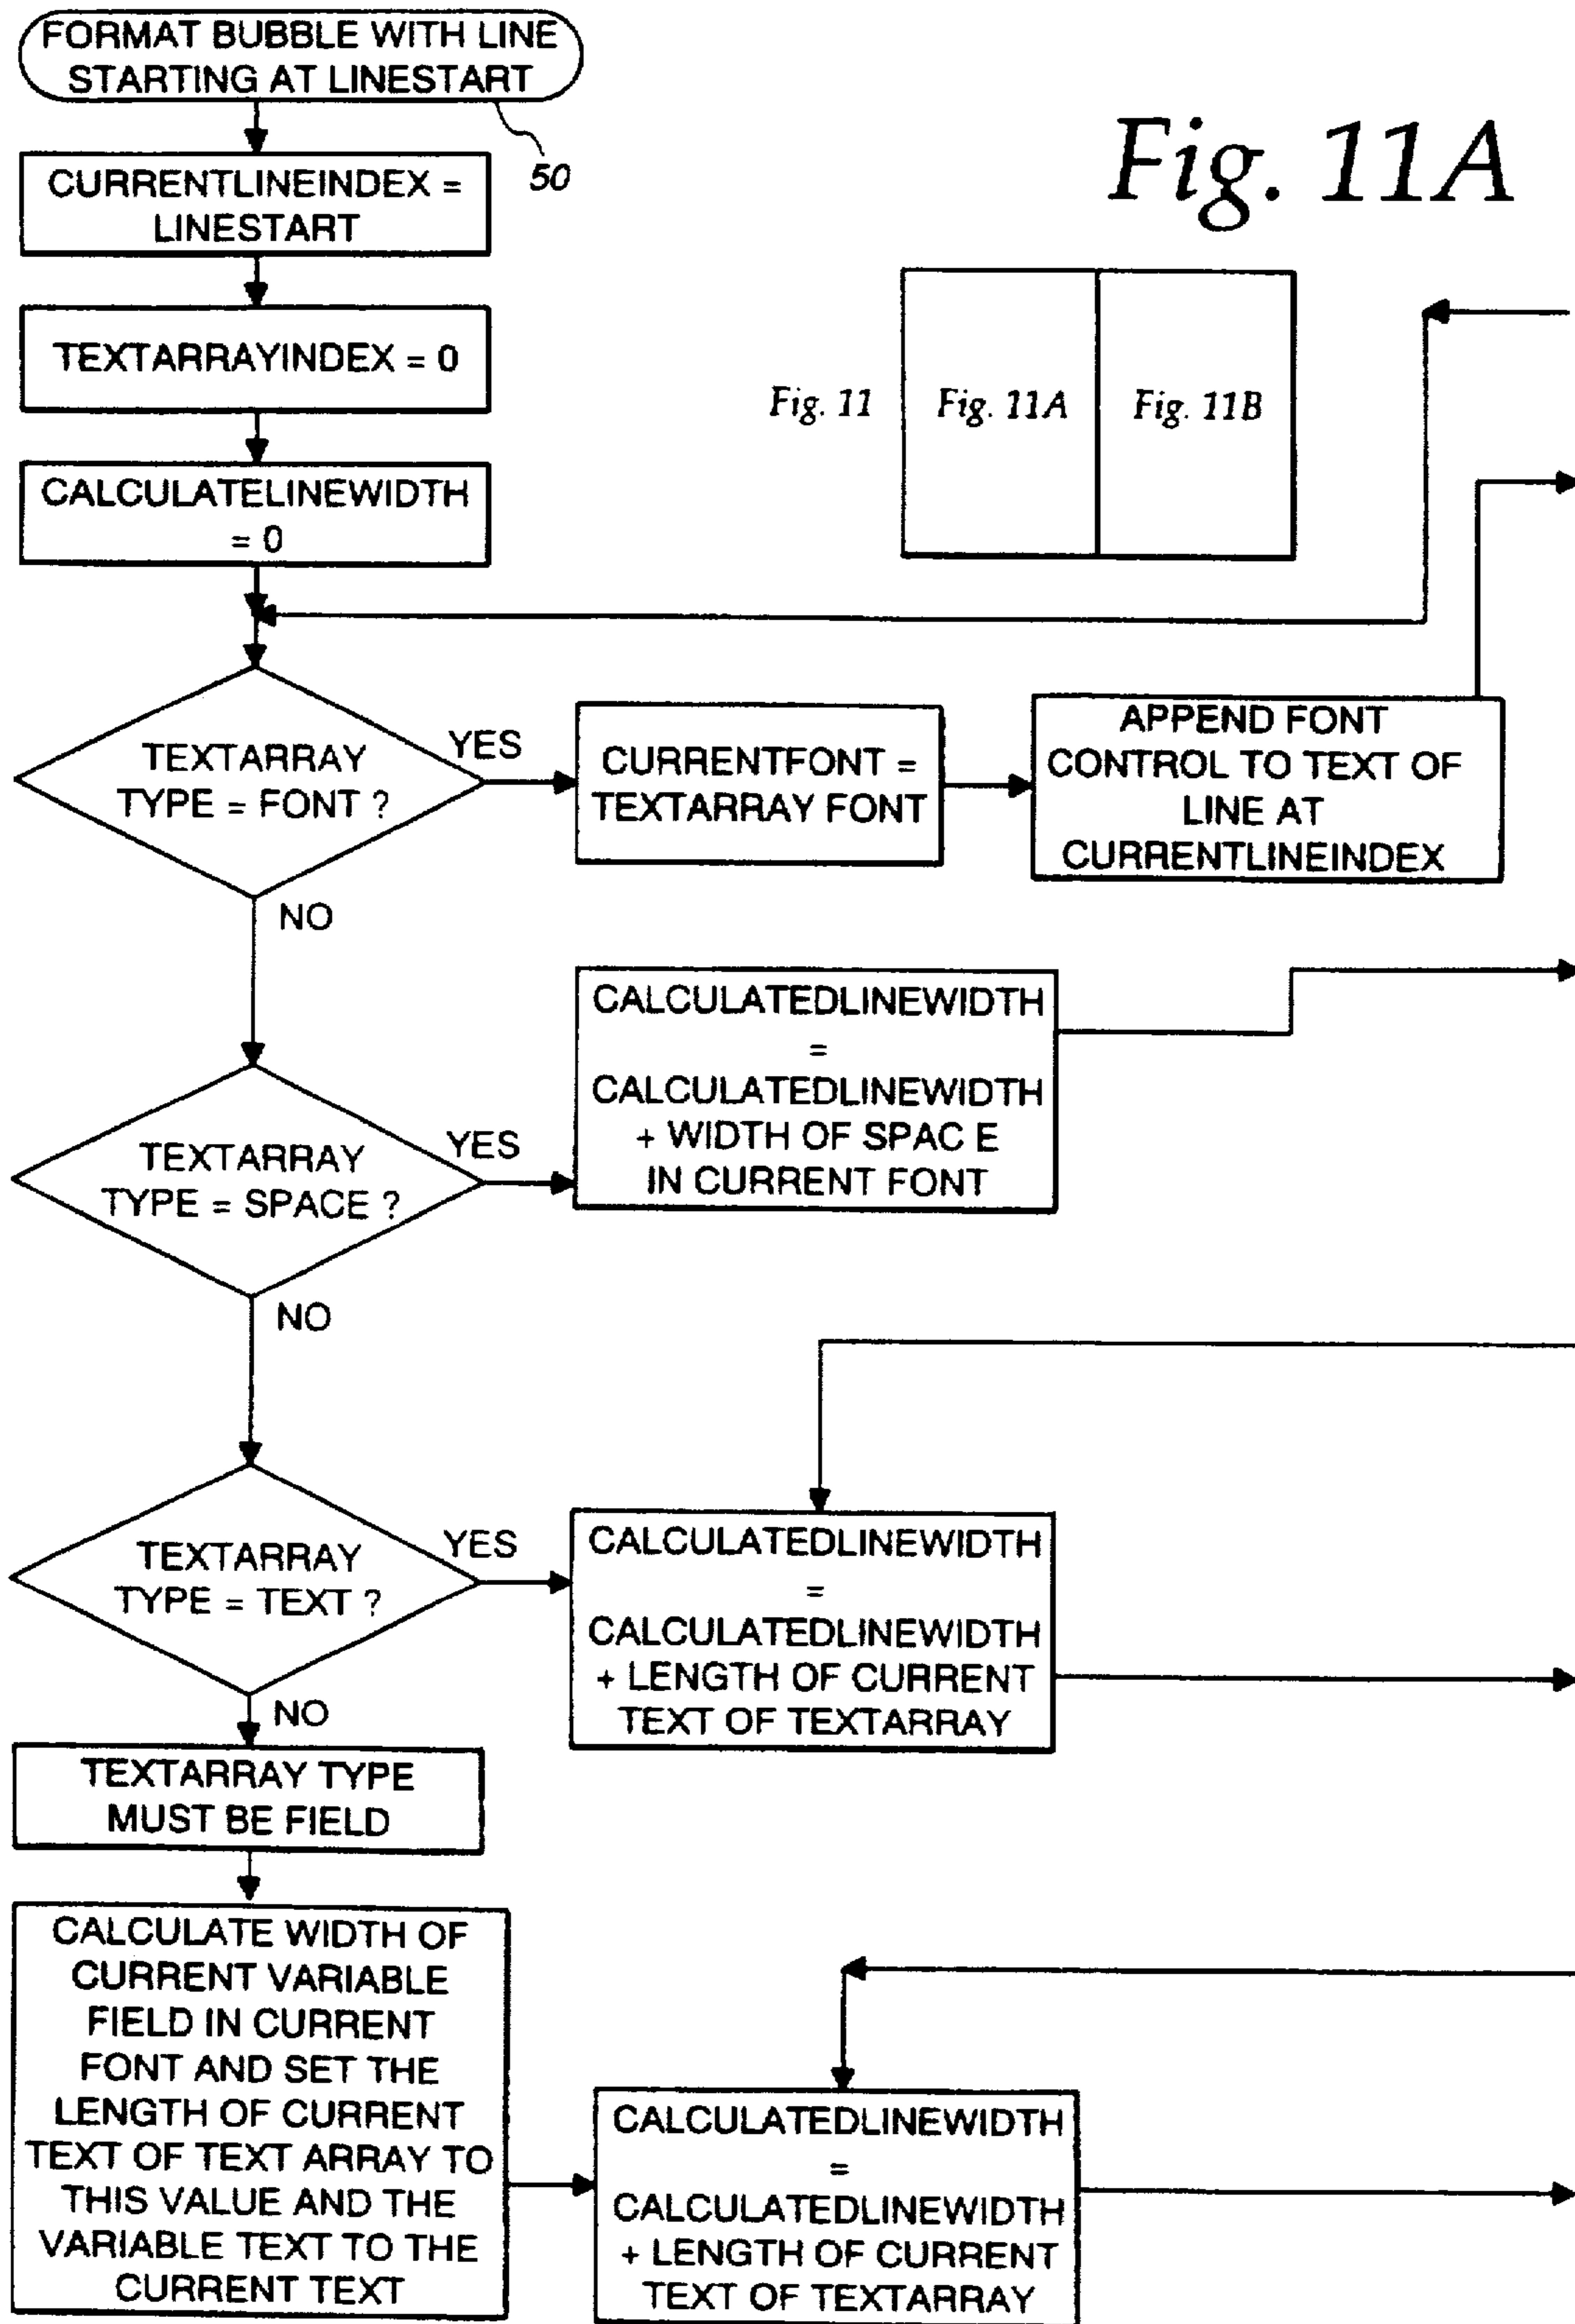 FORMAT BUBBLE WITH LINE
STARTING AT LINESTART
50
Fig. 11A
CURRENTLINEINDEX =
LINESTART
TEXTARRAYINDEX = 0
Fig. 11
Fig. 11A
Fig. 11B
CALCULATELINEWIDTH
= 0
TEXTARRAY
TYPE = FONT ?
YES
CURRENTFONT =
TEXTARRAY FONT
APPEND FONT
CONTROL TO TEXT OF
LINE AT
CURRENTLINEINDEX
NO
TEXTARRAY
TYPE = SPACE ?
YES
CALCULATEDLINEWIDTH
=
CALCULATEDLINEWIDTH
+ WIDTH OF SPAC E
IN CURRENT FONT
NO
TEXTARRAY
TYPE = TEXT ?
YES
CALCULATEDLINEWIDTH
=
CALCULATEDLINEWIDTH
+ LENGTH OF CURRENT
TEXT OF TEXTARRAY
NO
TEXTARRAY TYPE
MUST BE FIELD
CALCULATE WIDTH OF
CURRENT VARIABLE
FIELD IN CURRENT
FONT AND SET THE
LENGTH OF CURRENT
TEXT OF TEXT ARRAY TO
THIS VALUE AND THE
VARIABLE TEXT TO THE
CURRENT TEXT
CALCULATEDLINEWIDTH
=
CALCULATEDLINEWIDTH
+ LENGTH OF CURRENT
TEXT OF TEXTARRAY